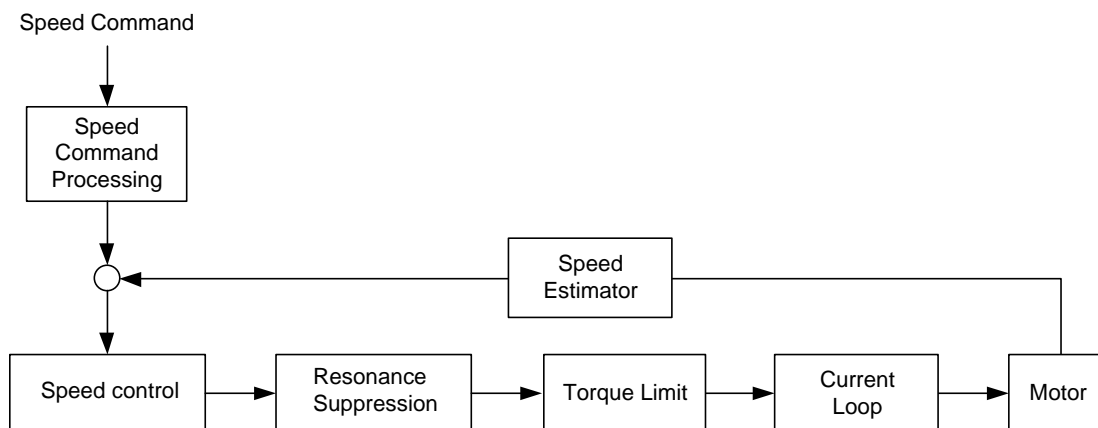 Speed Command
Speed
Command
Processing
Speed
Estimator
Speed control
Resonance
Suppression
Torque Limit
Current
Loop
Motor